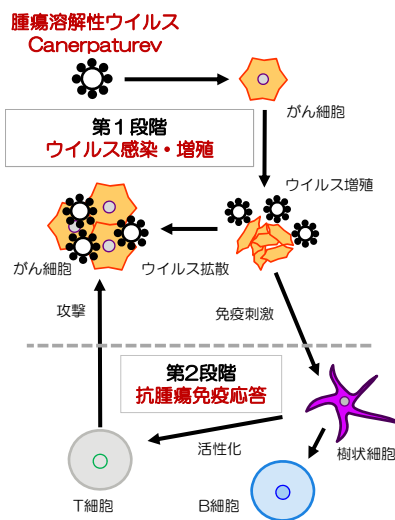 腫瘍溶解性ウイルス
Canerpaturev
がん細胞
第１段階
ウイルス感染・増殖
ウイルス増殖
がん細胞
ウイルス拡散
攻撃
免疫刺激
第2段階
抗腫瘍免疫応答
樹状細胞
活性化
T細胞
B細胞